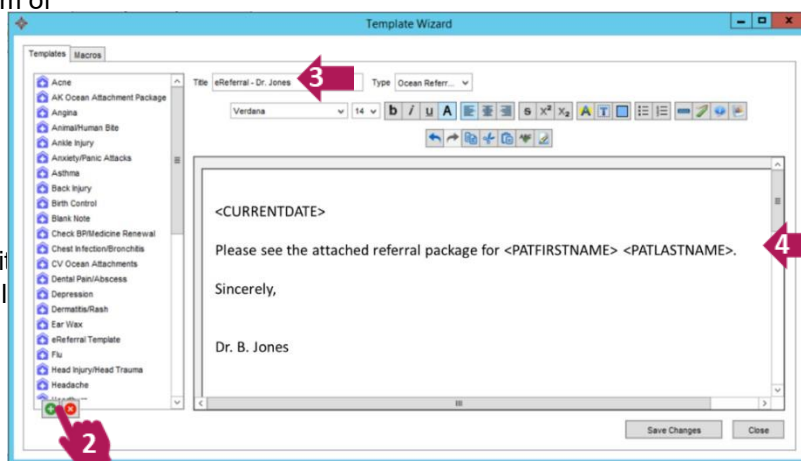 Template Wizard
Templates Macros
Acne
AK Ocean Attachment Package
Angina
Animal/Human Bite
Ankle Injury
Anxiety/Panic Attacks
Asthma
Back Injury
Birth Control
Blank Note
Check BP/Medicine Renewal
Chest Infection/Bronchitis
CV Ocean Attachments
Dental Pain/Abscess
Depression
Dermatitis/Rash
Ear Wax
eReferral Template
Flu
Head Injury/Head Trauma
Headache
2
Title eReferral - Dr. Jones 3 Type Ocean Referr...
Verdana 14 b i u A S X² X₂ A T
<CURRENTDATE>
Please see the attached referral package for <PATFIRSTNAME> <PATLASTNAME>. 4
Sincerely,
Dr. B. Jones
Save Changes Close